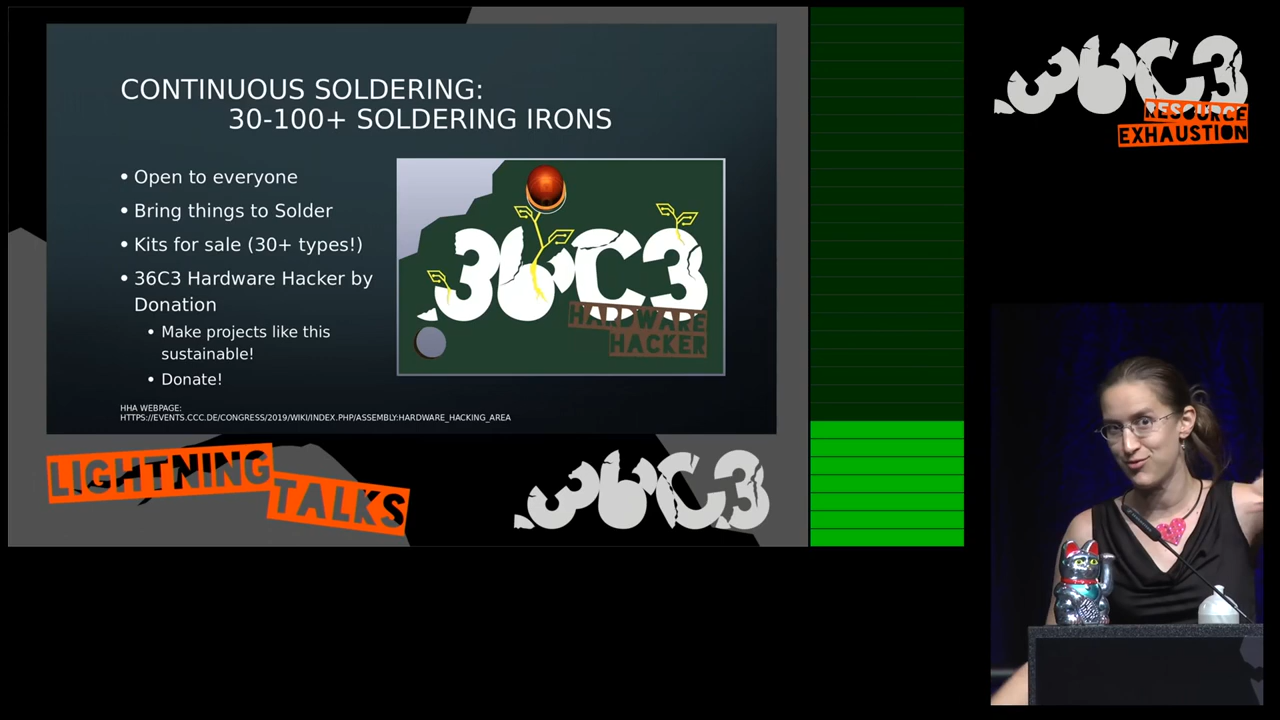 CONTINUOUS SOLDERING:
30-100+ SOLDERING IRONS
• Open to everyone
• Bring things to Solder
• Kits for sale (30+ types!)
• 36C3 Hardware Hacker by
Donation
• Make projects like this
sustainable!
• Donate!
36C3
HARDWARE
HACKER
HHA WEBPAGE:
HTTPS://EVENTS.CCC.DE/CONGRESS/2019/WIKI/INDEX.PHP/ASSEMBLY:HARDWARE_HACKING_AREA
LIGHTNING
TALKS
36C3
36C3
RESOURCE
EXHAUSTION